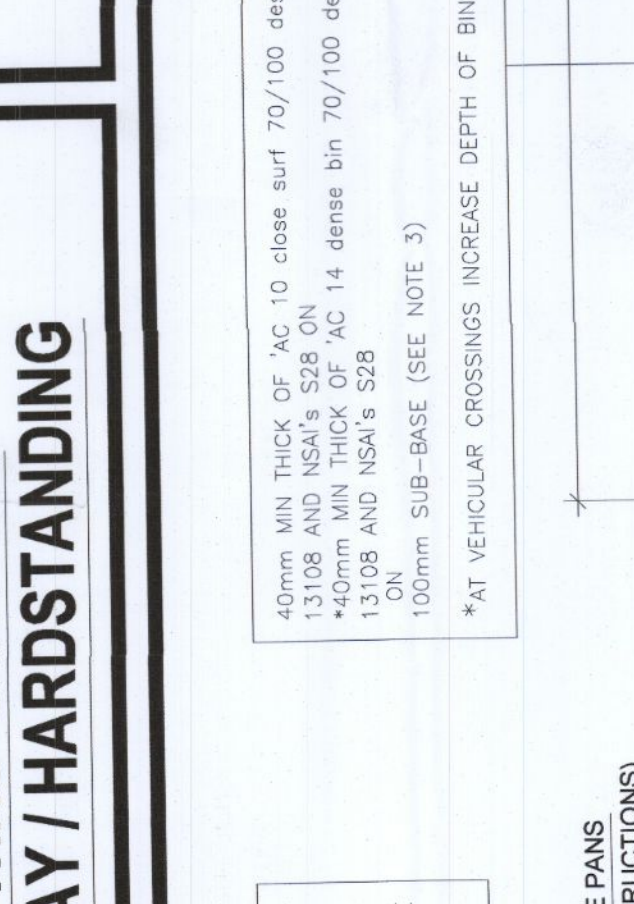 AY / HARDSTANDING
40mm MIN THICK OF 'AC 10 close surf 70/100 des
13108 AND NSAI's S28 ON
*40mm MIN THICK OF 'AC 14 dense bin 70/100 de
13108 AND NSAI's S28
ON
100mm SUB-BASE (SEE NOTE 3)
*AT VEHICULAR CROSSINGS INCREASE DEPTH OF BIN
E PANS
RUCTIONS)